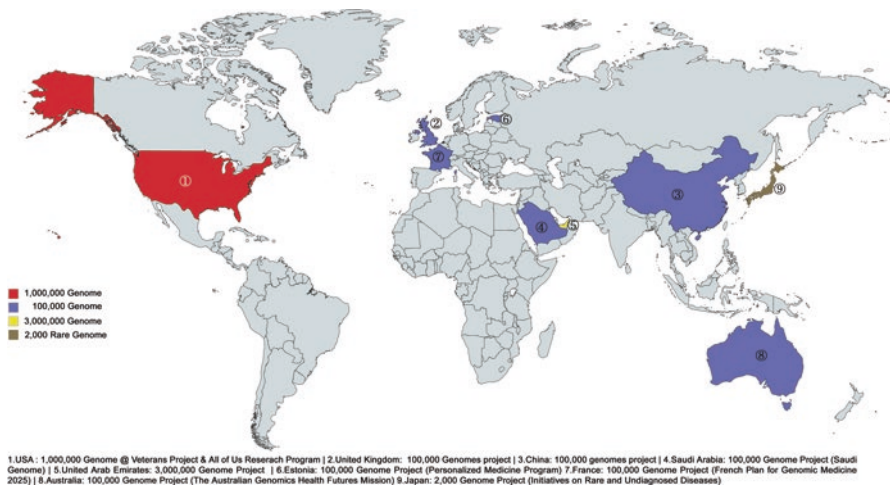 ②
⑥
⑦
①
③
⑨
④
⑤
⑧
1,000,000 Genome
100,000 Genome
3,000,000 Genome
2,000 Rare Genome
1.USA : 1,000,000 Genome @ Veterans Project & All of Us Reserach Program | 2.United Kingdom: 100,000 Genomes project | 3.China: 100,000 genomes project | 4.Saudi Arabia: 100,000 Genome Project (Saudi
Genome) | 5.United Arab Emirates: 3,000,000 Genome Project | 6.Estonia: 100,000 Genome Project (Personalized Medicine Program) 7.France: 100,000 Genome Project (French Plan for Genomic Medicine
2025) | 8.Australia: 100,000 Genome Project (The Australian Genomics Health Futures Mission) 9.Japan: 2,000 Genome Project (Initiatives on Rare and Undiagnosed Diseases)